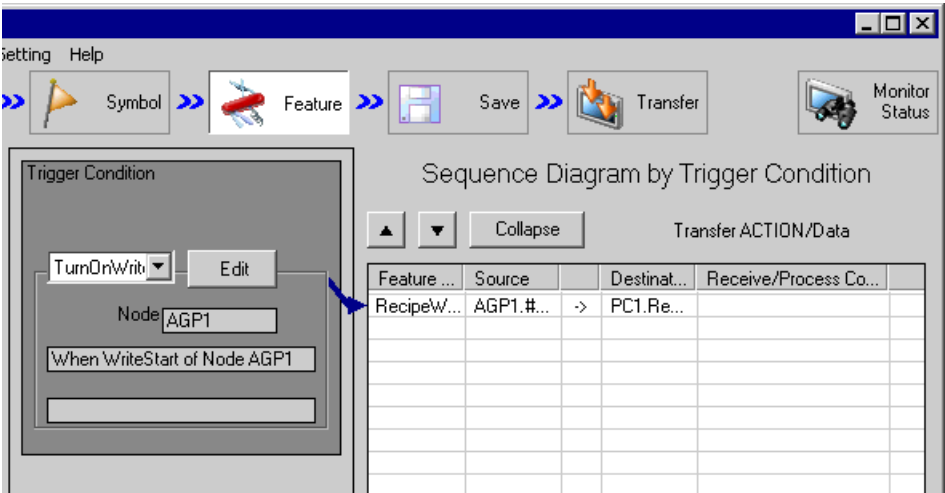 Setting Help
Symbol Feature Save Transfer Monitor Status
Trigger Condition
Sequence Diagram by Trigger Condition
Collapse Transfer ACTION/Data
TurnOnWrit Edit
Feature ... Source Destinat... Receive/Process Co...
RecipeW... AGP1.#... -> PC1.Re...
Node AGP1
When WriteStart of Node AGP1